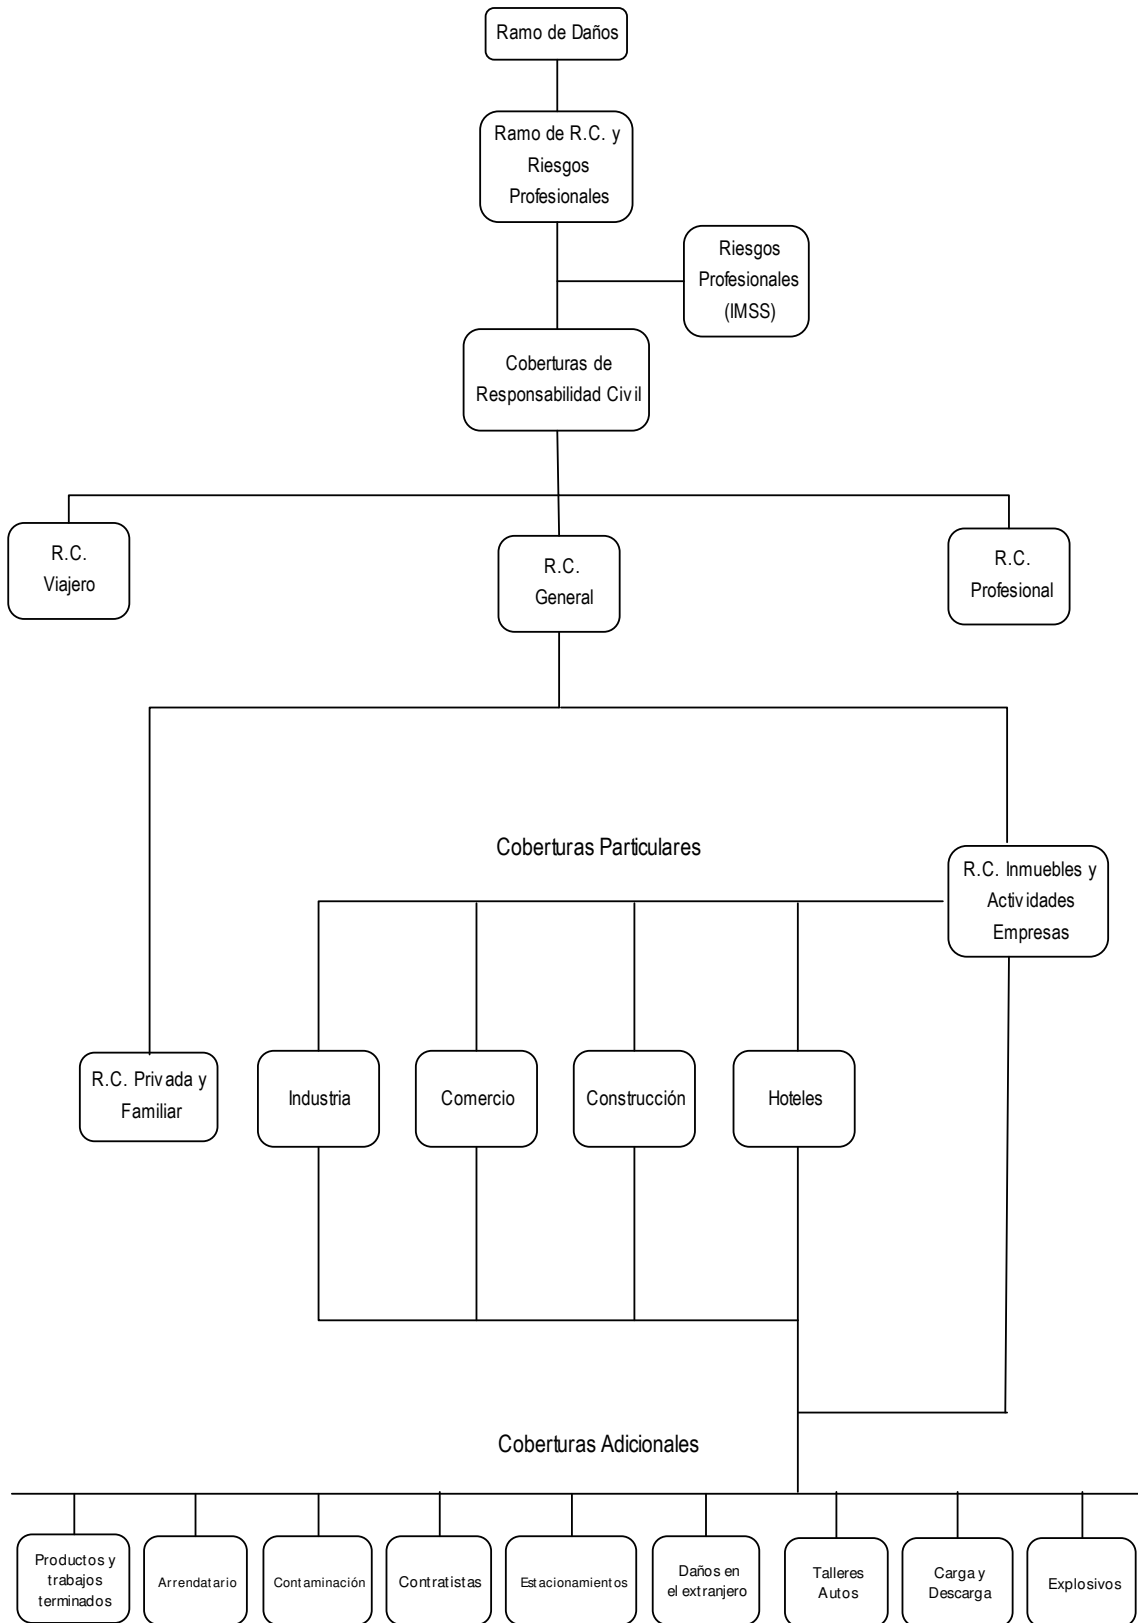 Ramo de Daños
Ramo de R.C. y
Riesgos
Profesionales
Riesgos
Profesionales
(IMSS)
Coberturas de
Responsabilidad Civil
R.C.
Viajero
R.C.
General
R.C.
Profesional
Coberturas Particulares
R.C. Inmuebles y
Actividades
Empresas
R.C. Privada y
Familiar
Industria
Comercio
Construcción
Hoteles
Coberturas Adicionales
Productos y
trabajos
terminados
Arrendatario
Contaminación
Contratistas
Estacionamientos
Daños en
el extranjero
Talleres
Autos
Carga y
Descarga
Explosivos